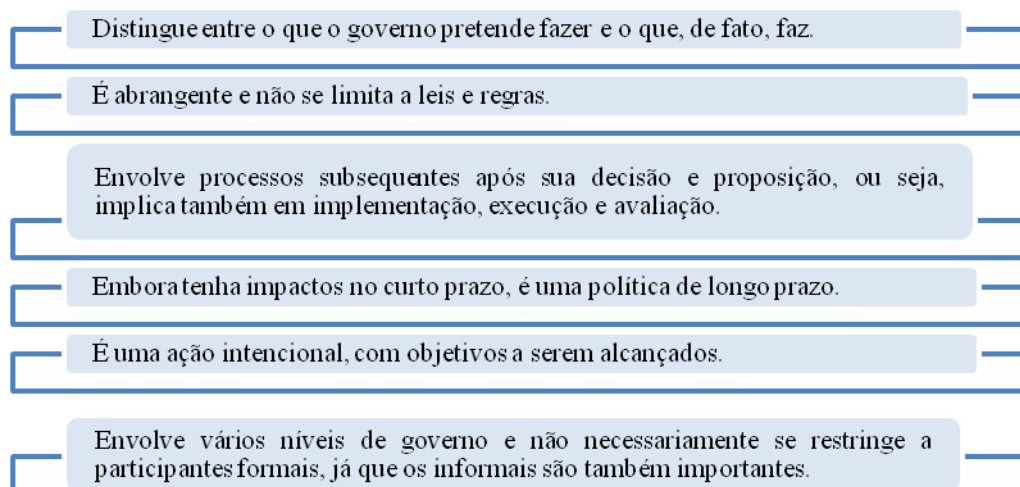 Distingue entre o que o governo pretende fazer e o que, de fato, faz.
É abrangente e não se limita a leis e regras.
Envolve processos subsequentes após sua decisão e proposição, ou seja,
implica também em implementação, execução e avaliação.
Embora tenha impactos no curto prazo, é uma política de longo prazo.
É uma ação intencional, com objetivos a serem alcançados.
Envolve vários níveis de governo e não necessariamente se restringe a
participantes formais, já que os informais são também importantes.